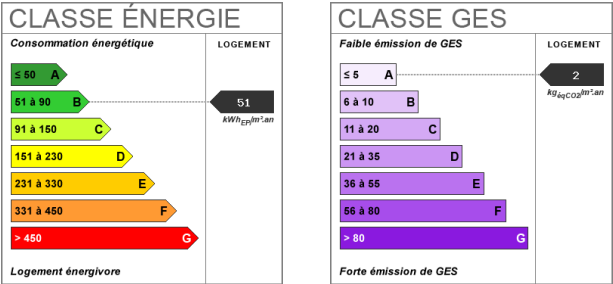 CLASSE ÉNERGIE
Consommation énergétique
LOGEMENT
≤ 50 A
51 à 90 B
51
kWhEP/m².an
91 à 150 C
151 à 230 D
231 à 330 E
331 à 450 F
> 450 G
Logement énergivore
CLASSE GES
Faible émission de GES
LOGEMENT
≤ 5 A
2
kgéqCO2/m².an
6 à 10 B
11 à 20 C
21 à 35 D
36 à 55 E
56 à 80 F
> 80 G
Forte émission de GES